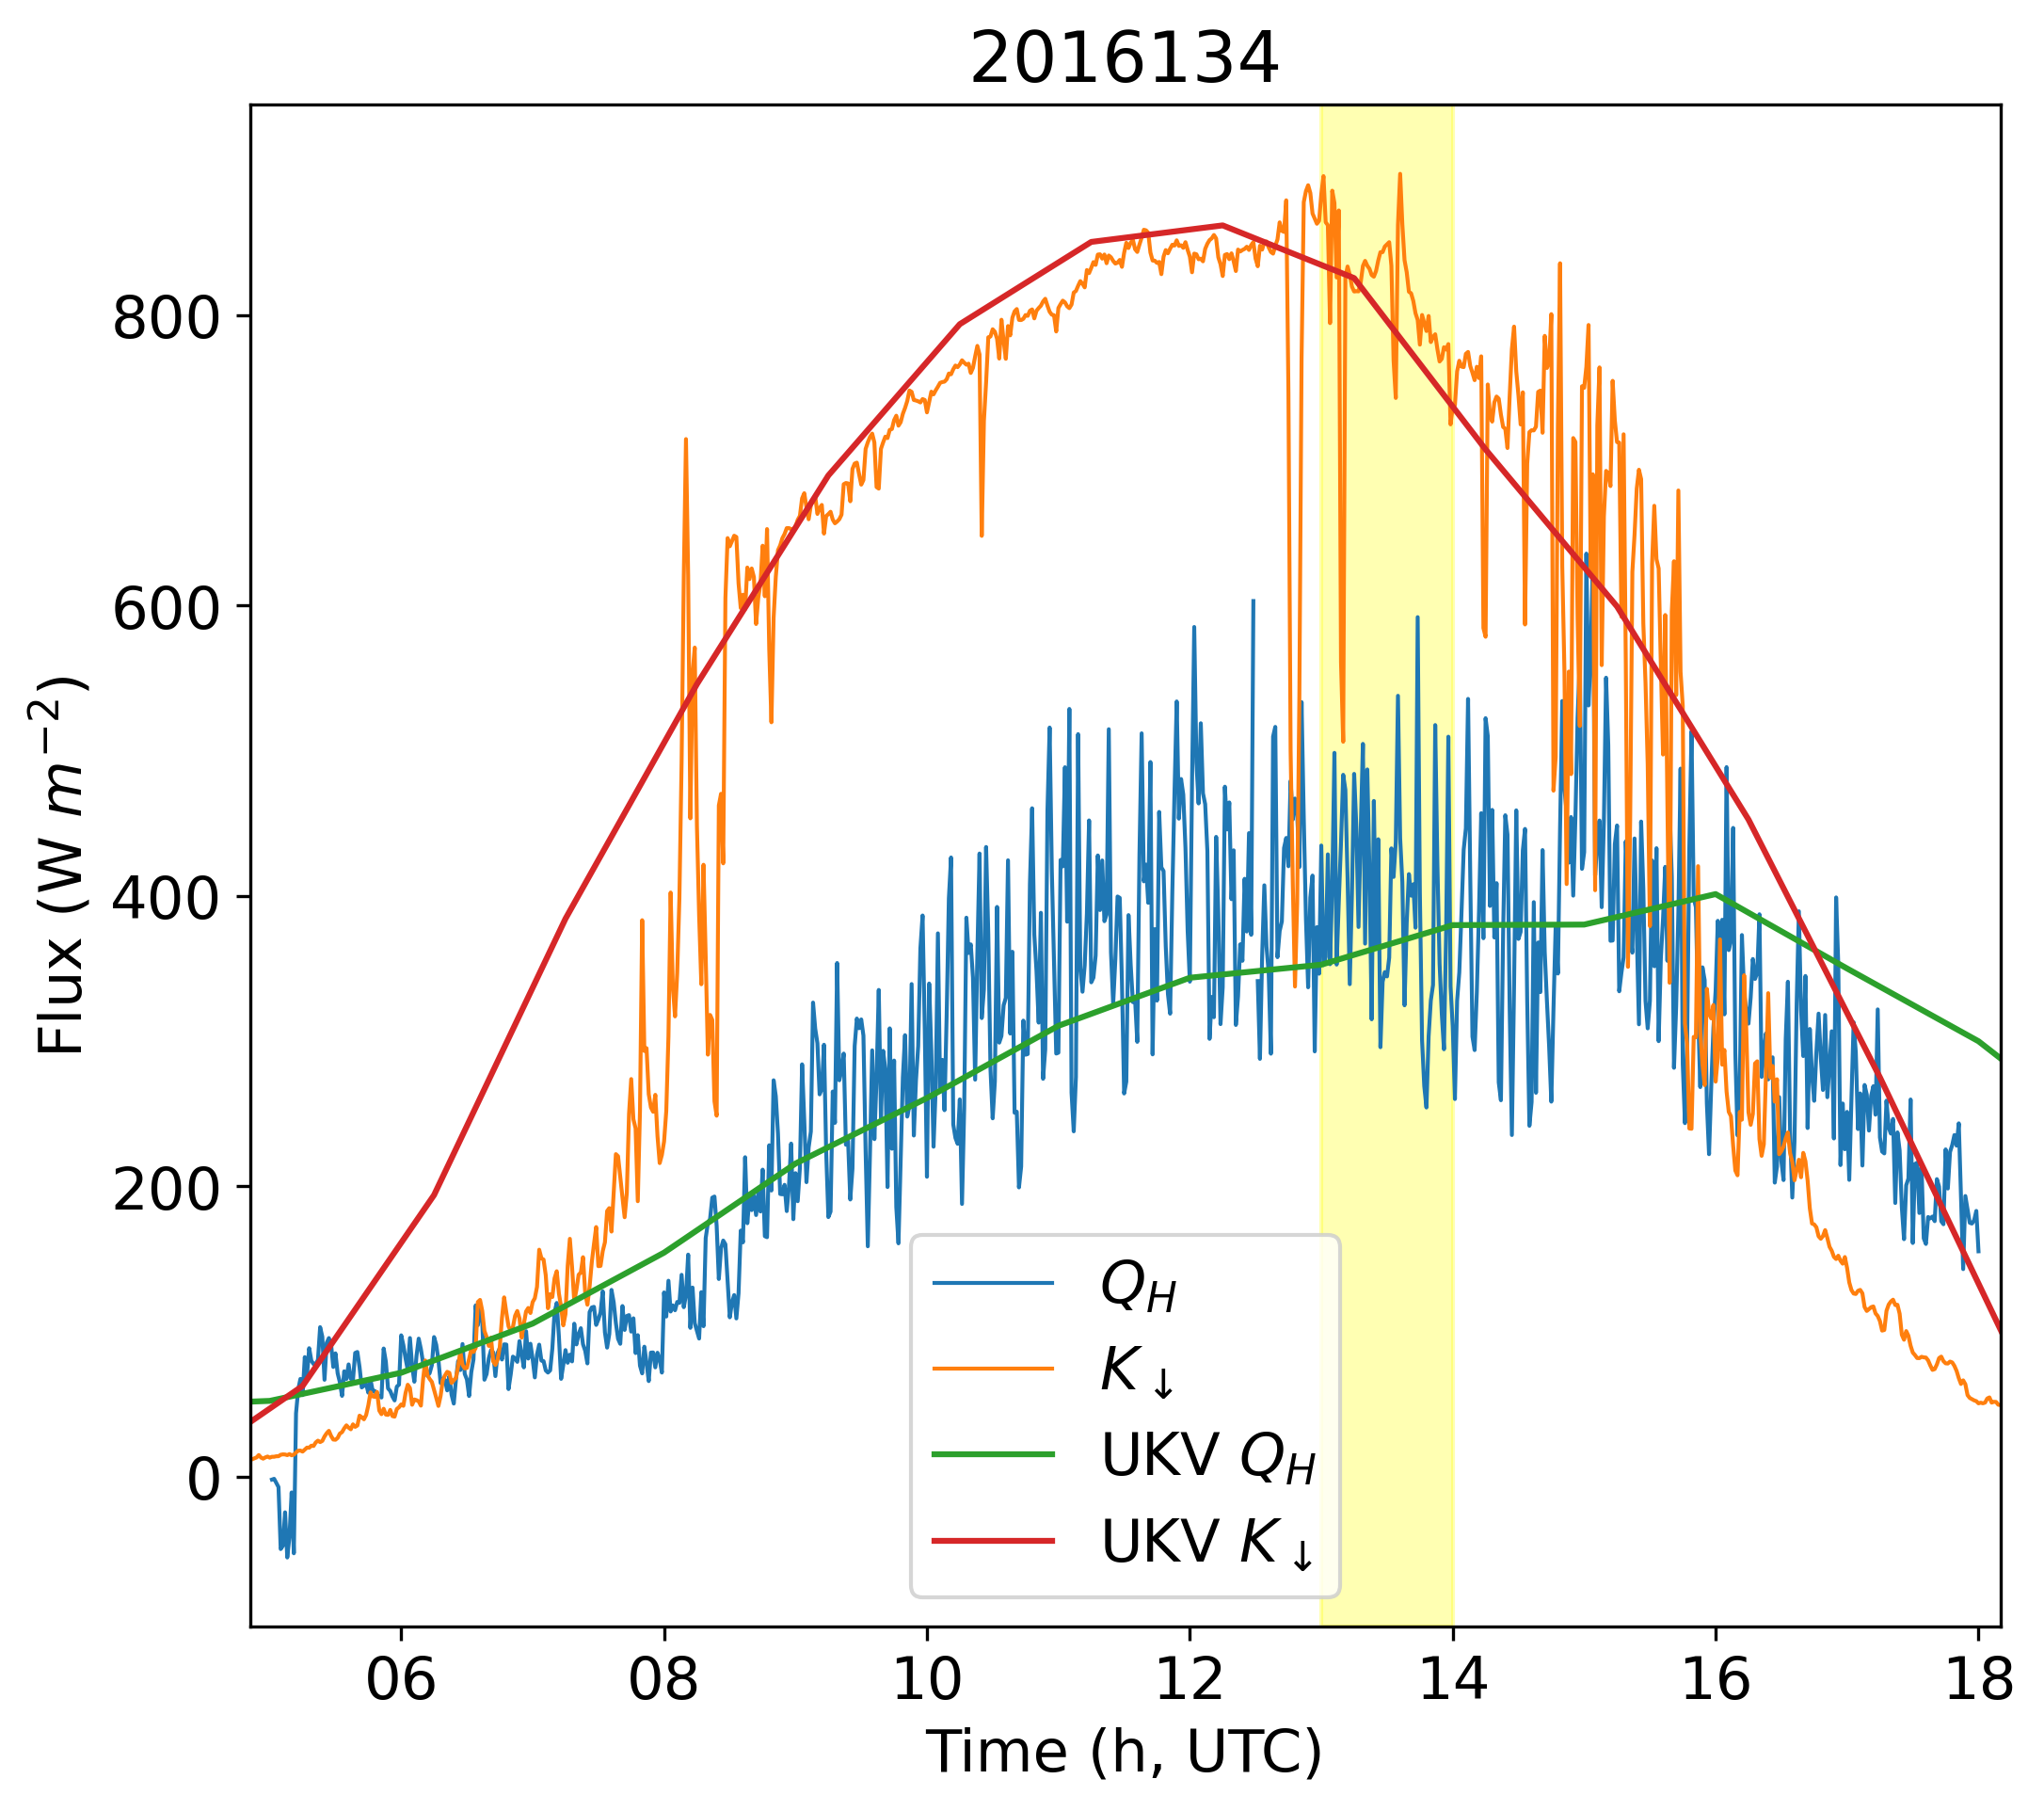 2016134
Flux (W m⁻²)
800
600
400
200
0
Q_H
K_↓
UKV Q_H
UKV K_↓
06 08 10 12 14 16 18
Time (h, UTC)